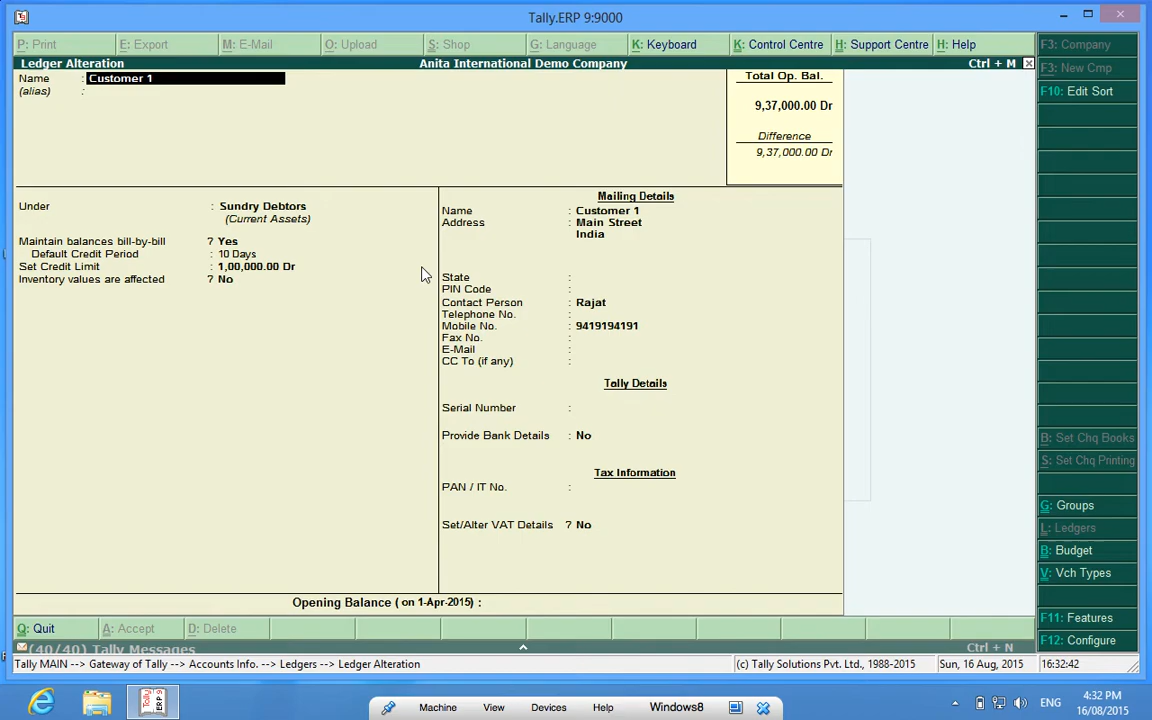 Tally.ERP 9:9000
P: Print E: Export M: E-Mail O: Upload S: Shop G: Language K: Keyboard K: Control Centre H: Support Centre H: Help
F3: Company
Ledger Alteration Anita International Demo Company Ctrl + M
F3: New Cmp
Name : Customer 1
(alias) :
Total Op. Bal.
9,37,000.00 Dr
Difference
9,37,000.00 Dr
F10: Edit Sort
Under : Sundry Debtors
(Current Assets)
Maintain balances bill-by-bill ? Yes
Default Credit Period : 10 Days
Set Credit Limit : 1,00,000.00 Dr
Inventory values are affected ? No
Mailing Details
Name : Customer 1
Address : Main Street
India
State :
PIN Code :
Contact Person : Rajat
Telephone No. :
Mobile No. : 9419194191
Fax No. :
E-Mail :
CC To (if any) :
Tally Details
Serial Number :
Provide Bank Details : No
Tax Information
PAN / IT No. :
Set/Alter VAT Details ? No
Opening Balance ( on 1-Apr-2015) :
B: Set Chq Books
S: Set Chq Printing
G: Groups
L: Ledgers
B: Budget
V: Vch Types
F11: Features
F12: Configure
Q: Quit A: Accept D: Delete
(40/40) Tally Messages Ctrl + N
Tally MAIN --> Gateway of Tally --> Accounts Info. --> Ledgers --> Ledger Alteration (c) Tally Solutions Pvt. Ltd., 1988-2015 Sun, 16 Aug, 2015 16:32:42
Tally ERP 9
Machine View Devices Help Windows8
ENG
4:32 PM
16/08/2015